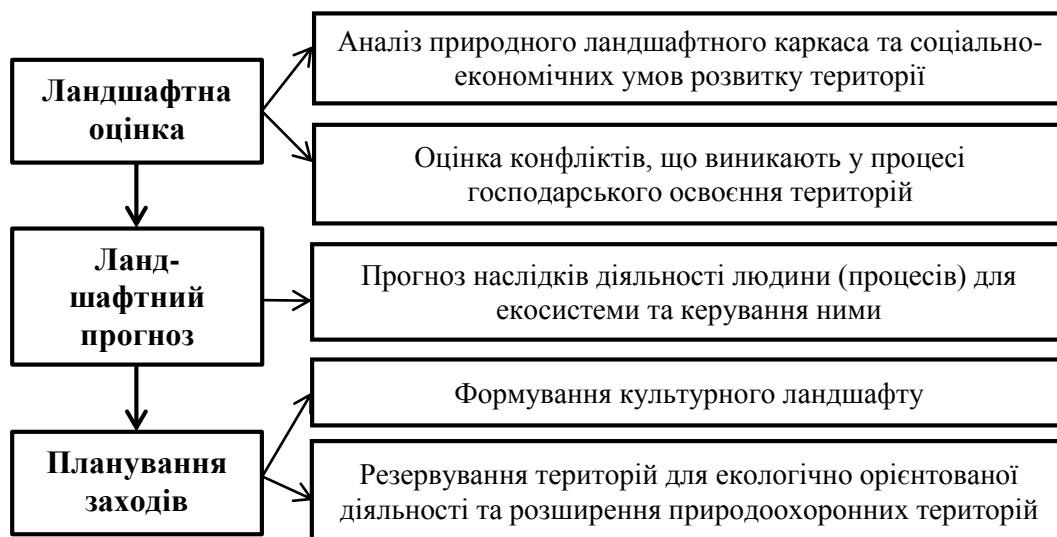 Ландшафтна
оцінка
Аналіз природного ландшафтного каркаса та соціально-
економічних умов розвитку території
Оцінка конфліктів, що виникають у процесі
господарського освоєння територій
Ланд-
шафтний
прогноз
Прогноз наслідків діяльності людини (процесів) для
екосистеми та керування ними
Планування
заходів
Формування культурного ландшафту
Резервування територій для екологічно орієнтованої
діяльності та розширення природоохоронних територій